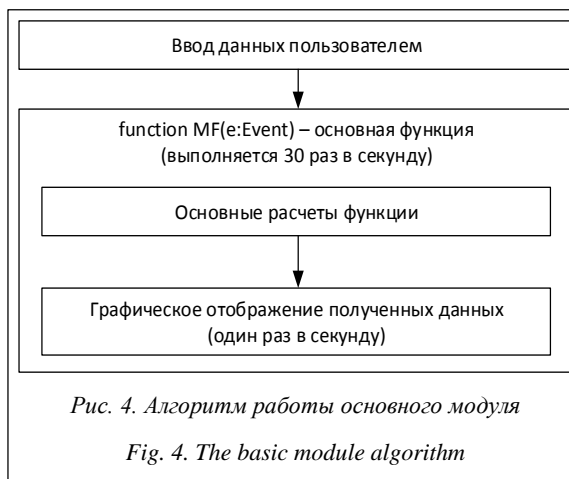 Ввод данных пользователем
function MF(e:Event) – основная функция
(выполняется 30 раз в секунду)
Основные расчеты функции
Графическое отображение полученных данных
(один раз в секунду)
Рис. 4. Алгоритм работы основного модуля
Fig. 4. The basic module algorithm